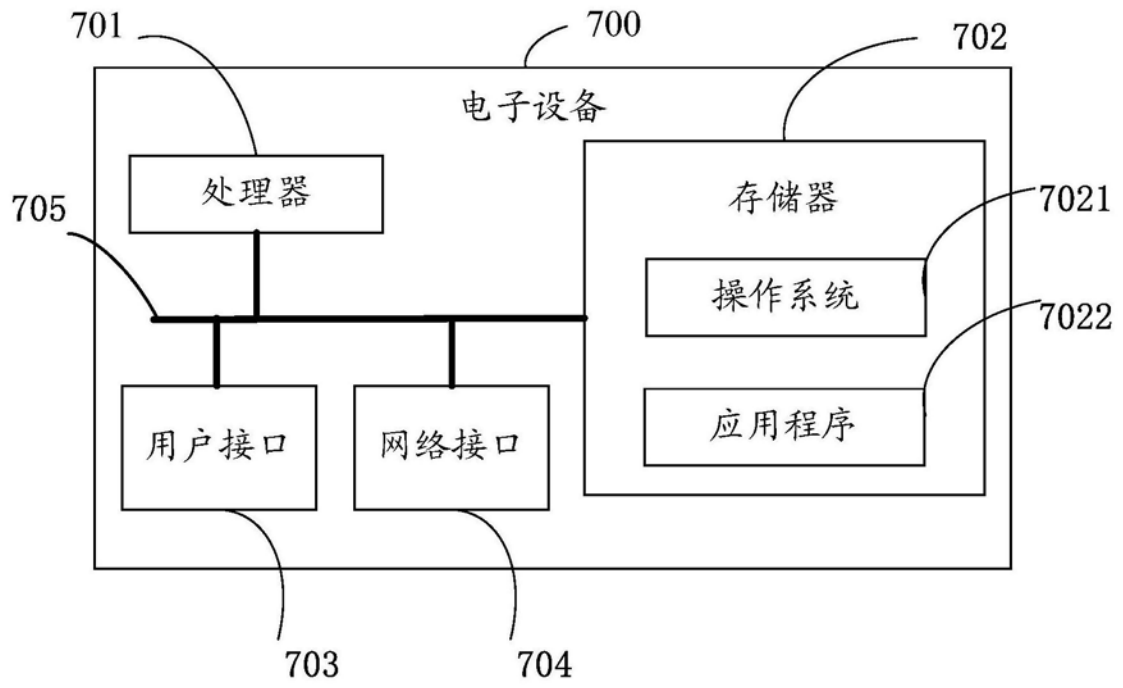 701
700
702
电子设备
处理器
存储器
705
7021
操作系统
7022
用户接口
网络接口
应用程序
703
704